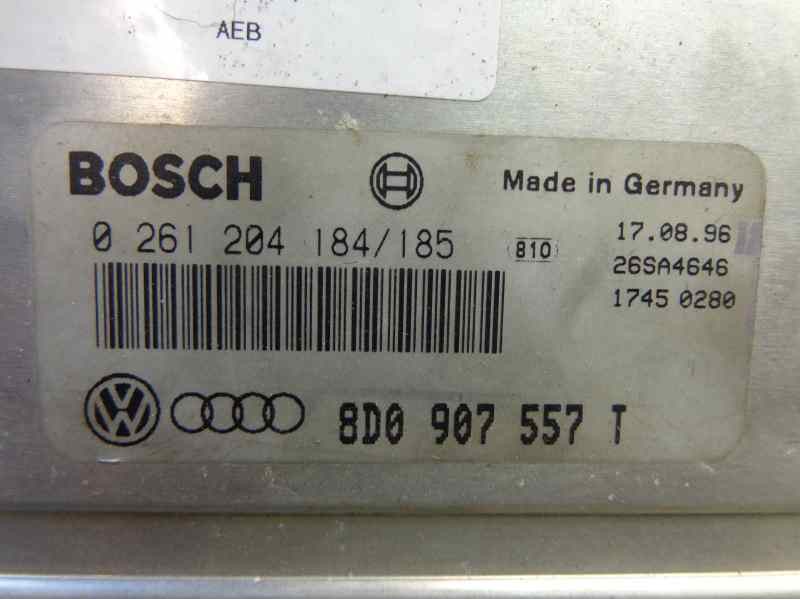 AEB
BOSCH
Made in Germany
0 261 204 184/185
810
17.08.96
26SA4646
1745 0280
VW
8D0 907 557 T